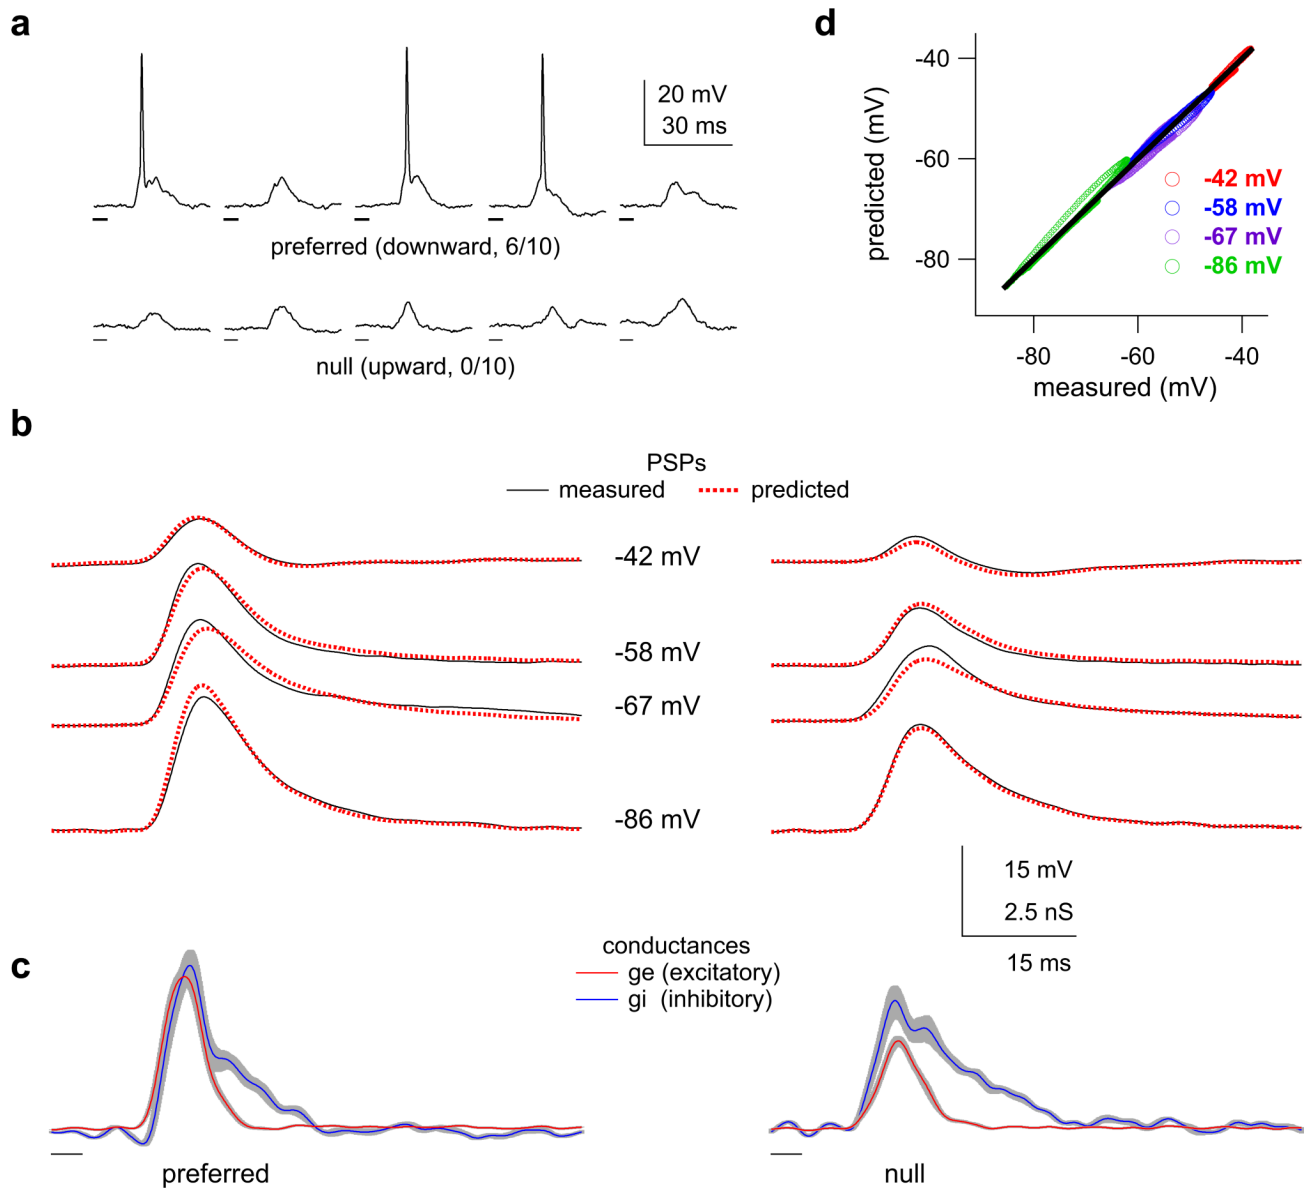 a
20 mV
30 ms
preferred (downward, 6/10)
null (upward, 0/10)
d
-40
-60
-80
predicted (mV)
-42 mV
-58 mV
-67 mV
-86 mV
-80 -60 -40
measured (mV)
b
PSPs
measured predicted
-42 mV
-58 mV
-67 mV
-86 mV
15 mV
2.5 nS
15 ms
c
conductances
ge (excitatory)
gi (inhibitory)
preferred
null